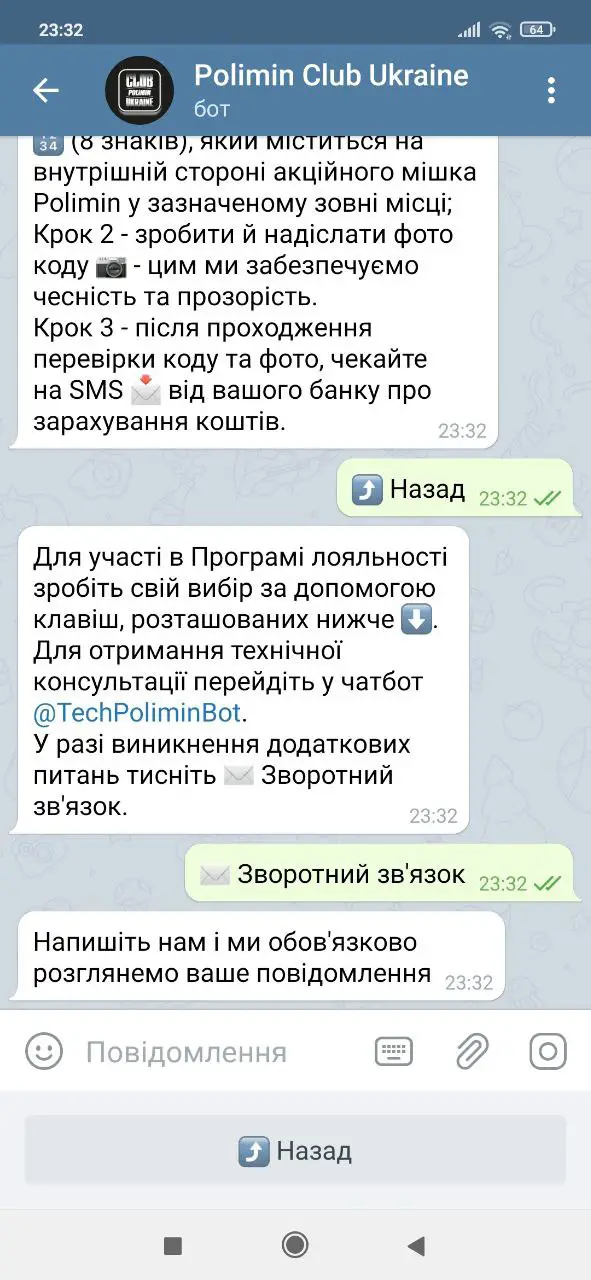 23:32
64
CLUB
POLIMIN
UKRAINE
Polimin Club Ukraine
бот
34 (8 знаків), який міститься на
внутрішній стороні акційного мішка
Polimin у зазначеному зовні місці;
Крок 2 - зробити й надіслати фото
коду 📷 - цим ми забезпечуємо
чесність та прозорість.
Крок 3 - після проходження
перевірки коду та фото, чекайте
на SMS 📩 від вашого банку про
зарахування коштів.
23:32
⤴️ Назад 23:32
Для участі в Програмі лояльності
зробіть свій вибір за допомогою
клавіш, розташованих нижче ⬇️.
Для отримання технічної
консультації перейдіть у чатбот
@TechPoliminBot.
У разі виникнення додаткових
питань тисніть ✉️ Зворотний
зв'язок.
23:32
✉️ Зворотний зв'язок 23:32
Напишіть нам і ми обов'язково
розглянемо ваше повідомлення 23:32
Повідомлення
⤴️ Назад